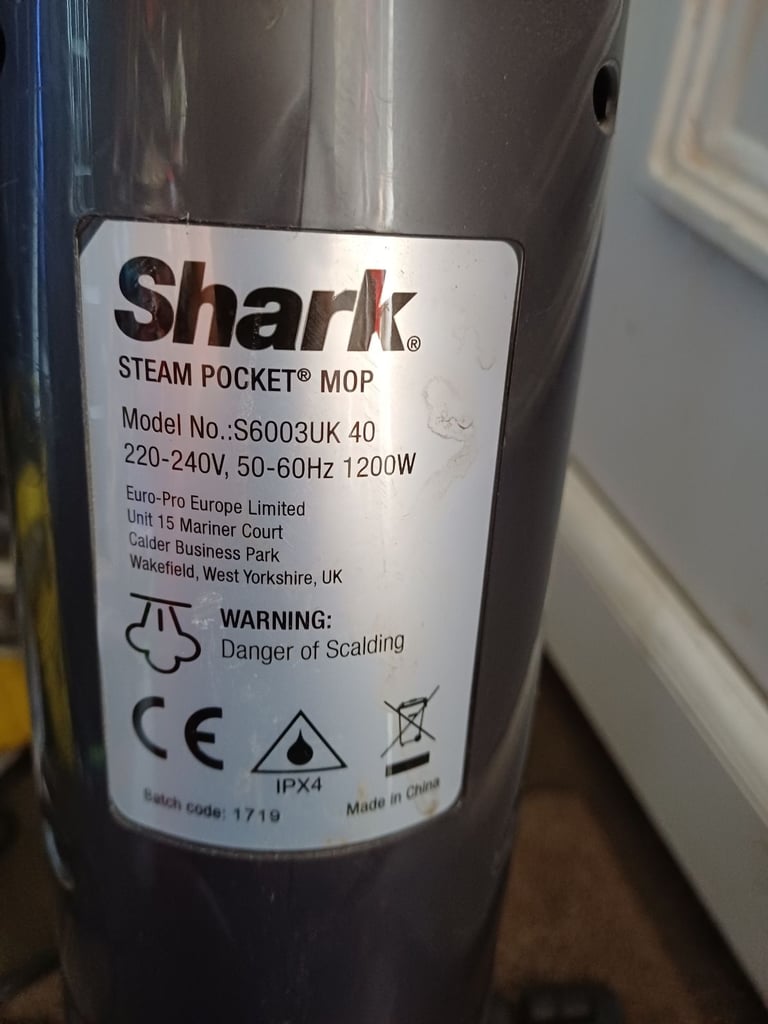 Shark®
STEAM POCKET® MOP
Model No.:S6003UK 40
220-240V, 50-60Hz 1200W
Euro-Pro Europe Limited
Unit 15 Mariner Court
Calder Business Park
Wakefield, West Yorkshire, UK
WARNING:
Danger of Scalding
CE
IPX4
Batch code: 1719
Made in China